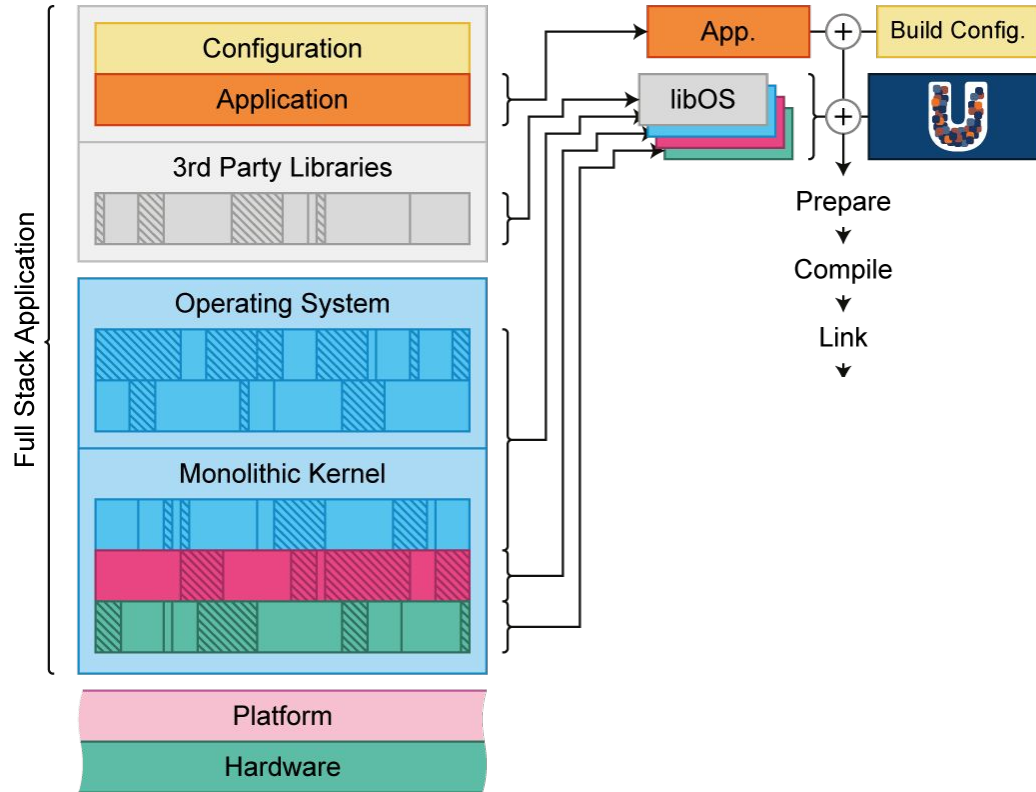 Full Stack Application
Configuration
Application
3rd Party Libraries
Operating System
Monolithic Kernel
Platform
Hardware
App.
+
Build Config.
libOS
+
U
Prepare
Compile
Link